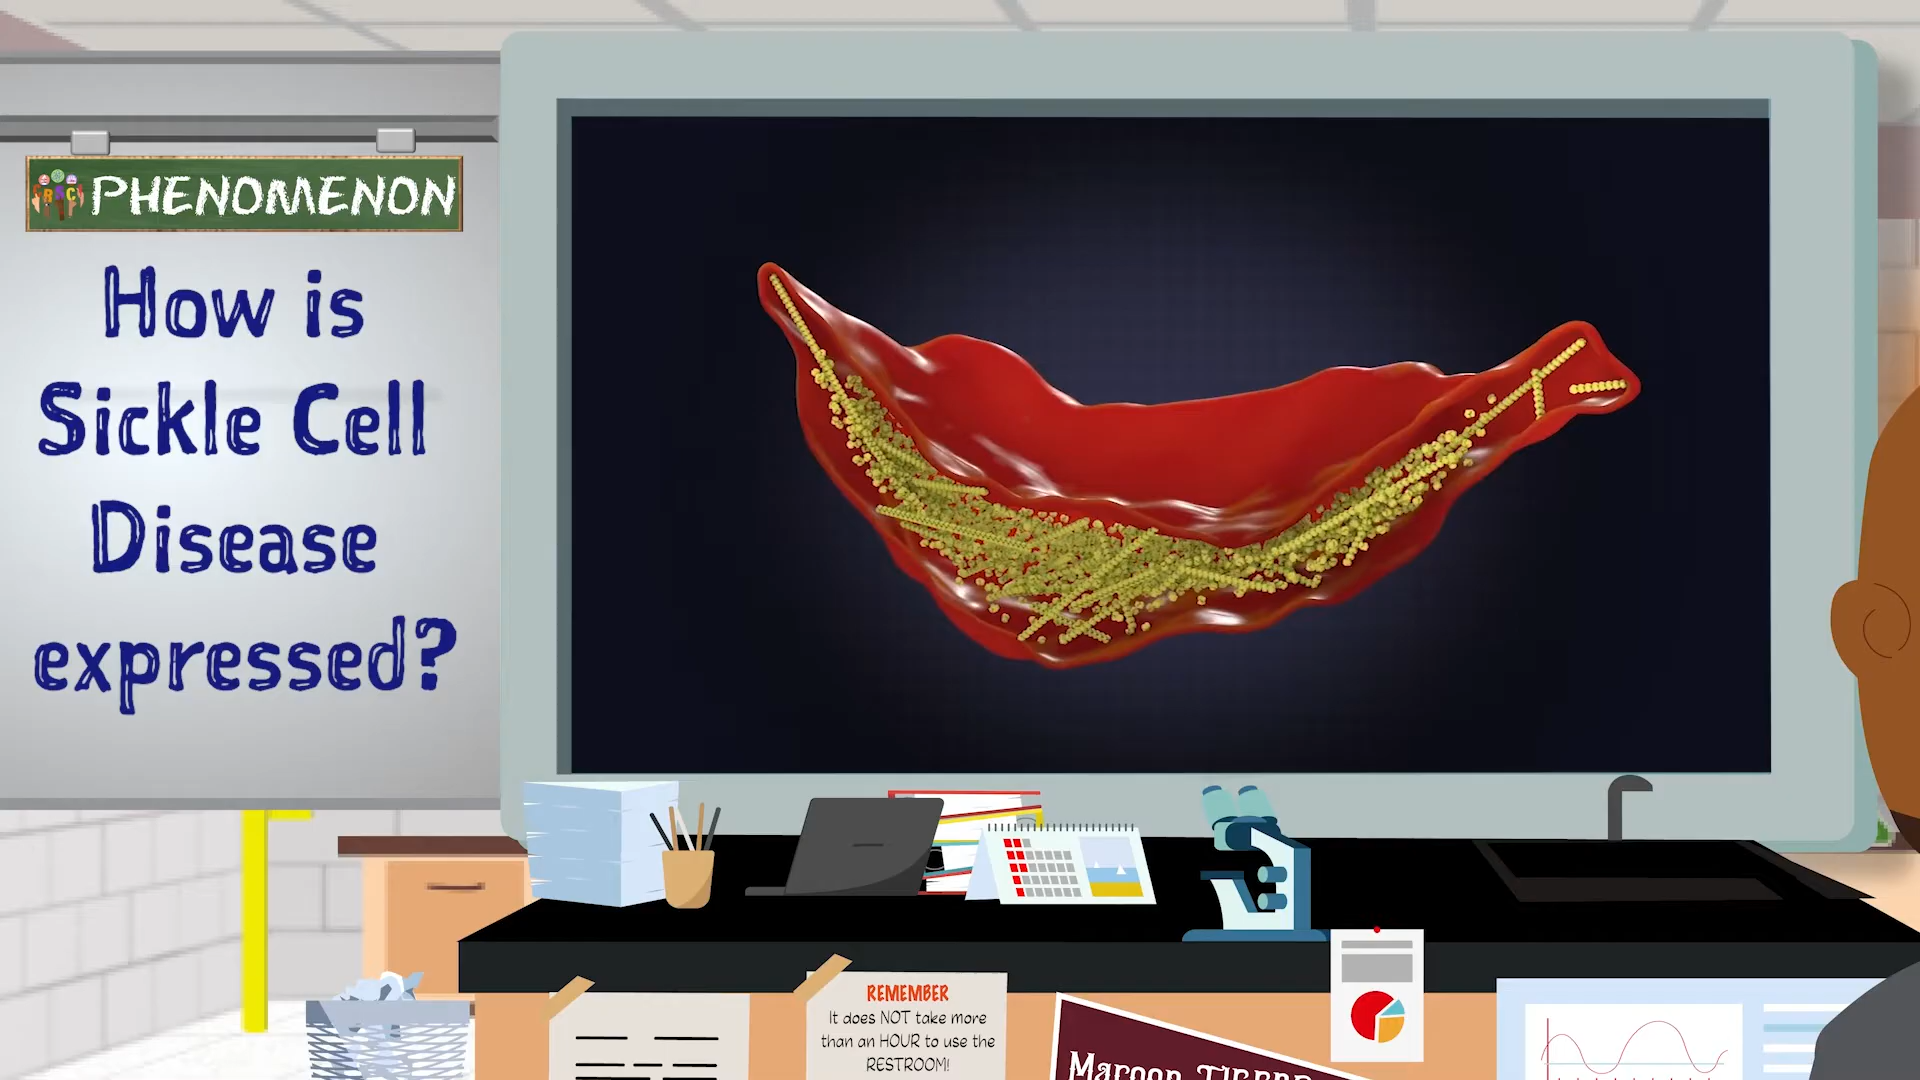 PHENOMENON
How is
Sickle Cell
Disease
expressed?
REMEMBER
It does NOT take more
than an HOUR to use the
RESTROOM!
Maroon